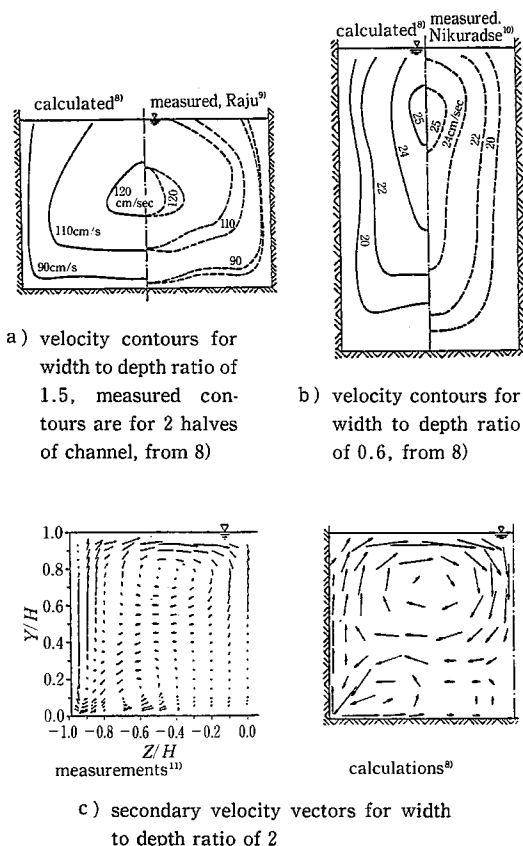 calculated⁸⁾ measured, Raju⁹⁾
120
cm/sec
120
110cm/s
110
90cm/s
90
a) velocity contours for
width to depth ratio of
1.5, measured con-
tours are for 2 halves
of channel, from 8)
measured.
calculated⁸⁾ Nikuradse¹⁰⁾
25
25
24cm/sec
24
22
20
22
20
b) velocity contours for
width to depth ratio
of 0.6, from 8)
1.0
0.8
0.6
0.4
0.2
0.0
Y/H
-1.0 -0.8 -0.6 -0.4 -0.2 0.0
Z/H
measurements¹¹⁾
calculations⁸⁾
c) secondary velocity vectors for width
to depth ratio of 2